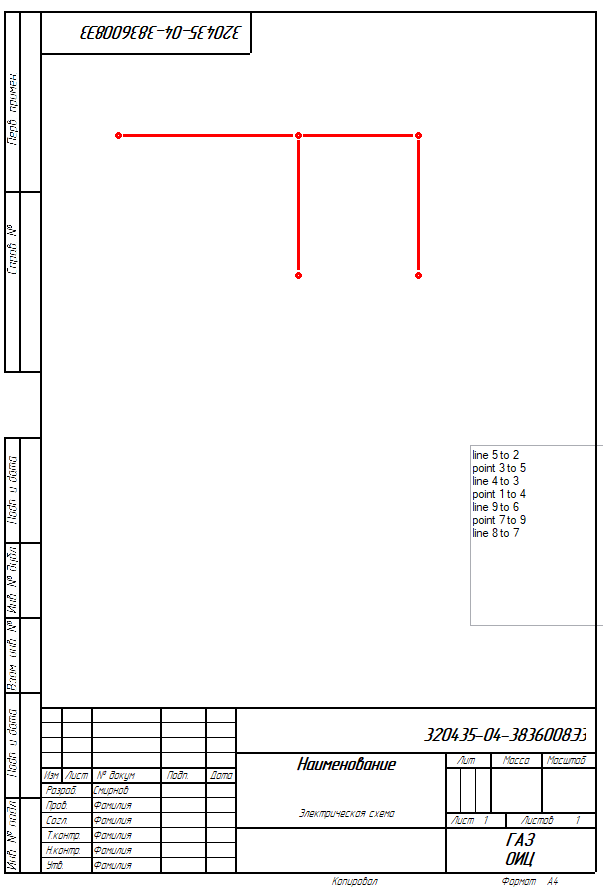 320435-04-3836008ЭЗ
Перв. примен.
Справ. №
line 5 to 2
point 3 to 5
line 4 to 3
point 1 to 4
line 9 to 6
point 7 to 9
line 8 to 7
Подп. и дата
Инв. № дубл.
Взам. инв. №
Подп. и дата
Инв. № подл.
320435-04-3836008ЭЗ
Наименование
Лит
Масса
Масштаб
Изм
Лист
№ докум
Подп.
Дата
Разраб.
Смирнов
Пров.
Фамилия
Согл.
Фамилия
Т.контр.
Фамилия
Н.контр.
Фамилия
Утв.
Фамилия
Электрическая схема
Лист 1
Листов 1
ГАЗ
ОИЦ
Копировал
Формат А4